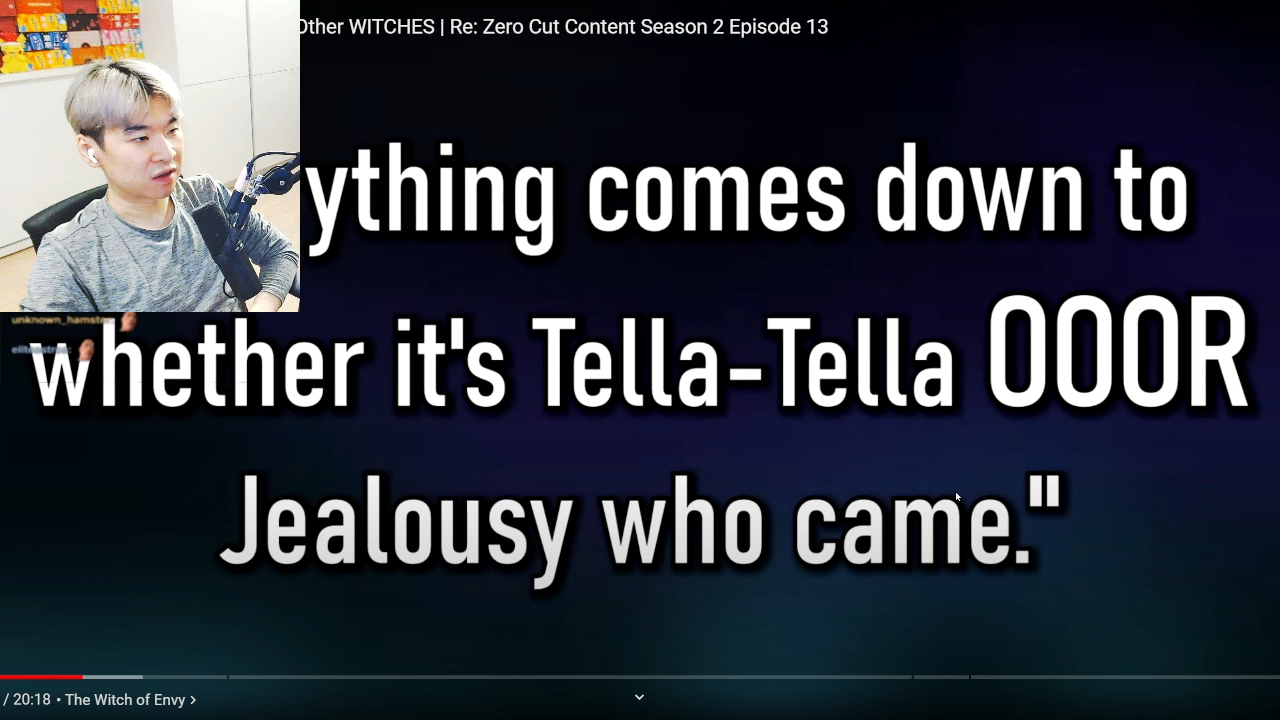 Other WITCHES | Re: Zero Cut Content Season 2 Episode 13
ything comes down to
whether it's Tella-Tella OOOR
Jealousy who came."
unknown_hamster
/ 20:18 • The Witch of Envy >